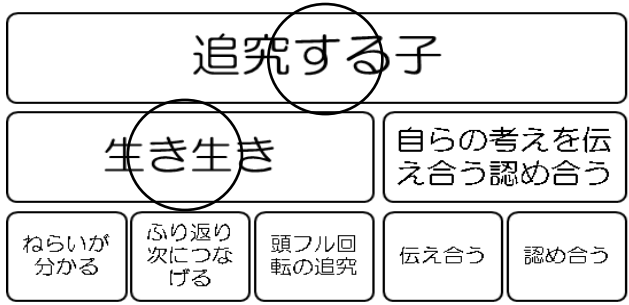 追究する子
生き生き
自らの考えを伝
え合う認め合う
ねらいが
分かる
ふり返り
次につな
げる
頭フル回
転の追究
伝え合う
認め合う